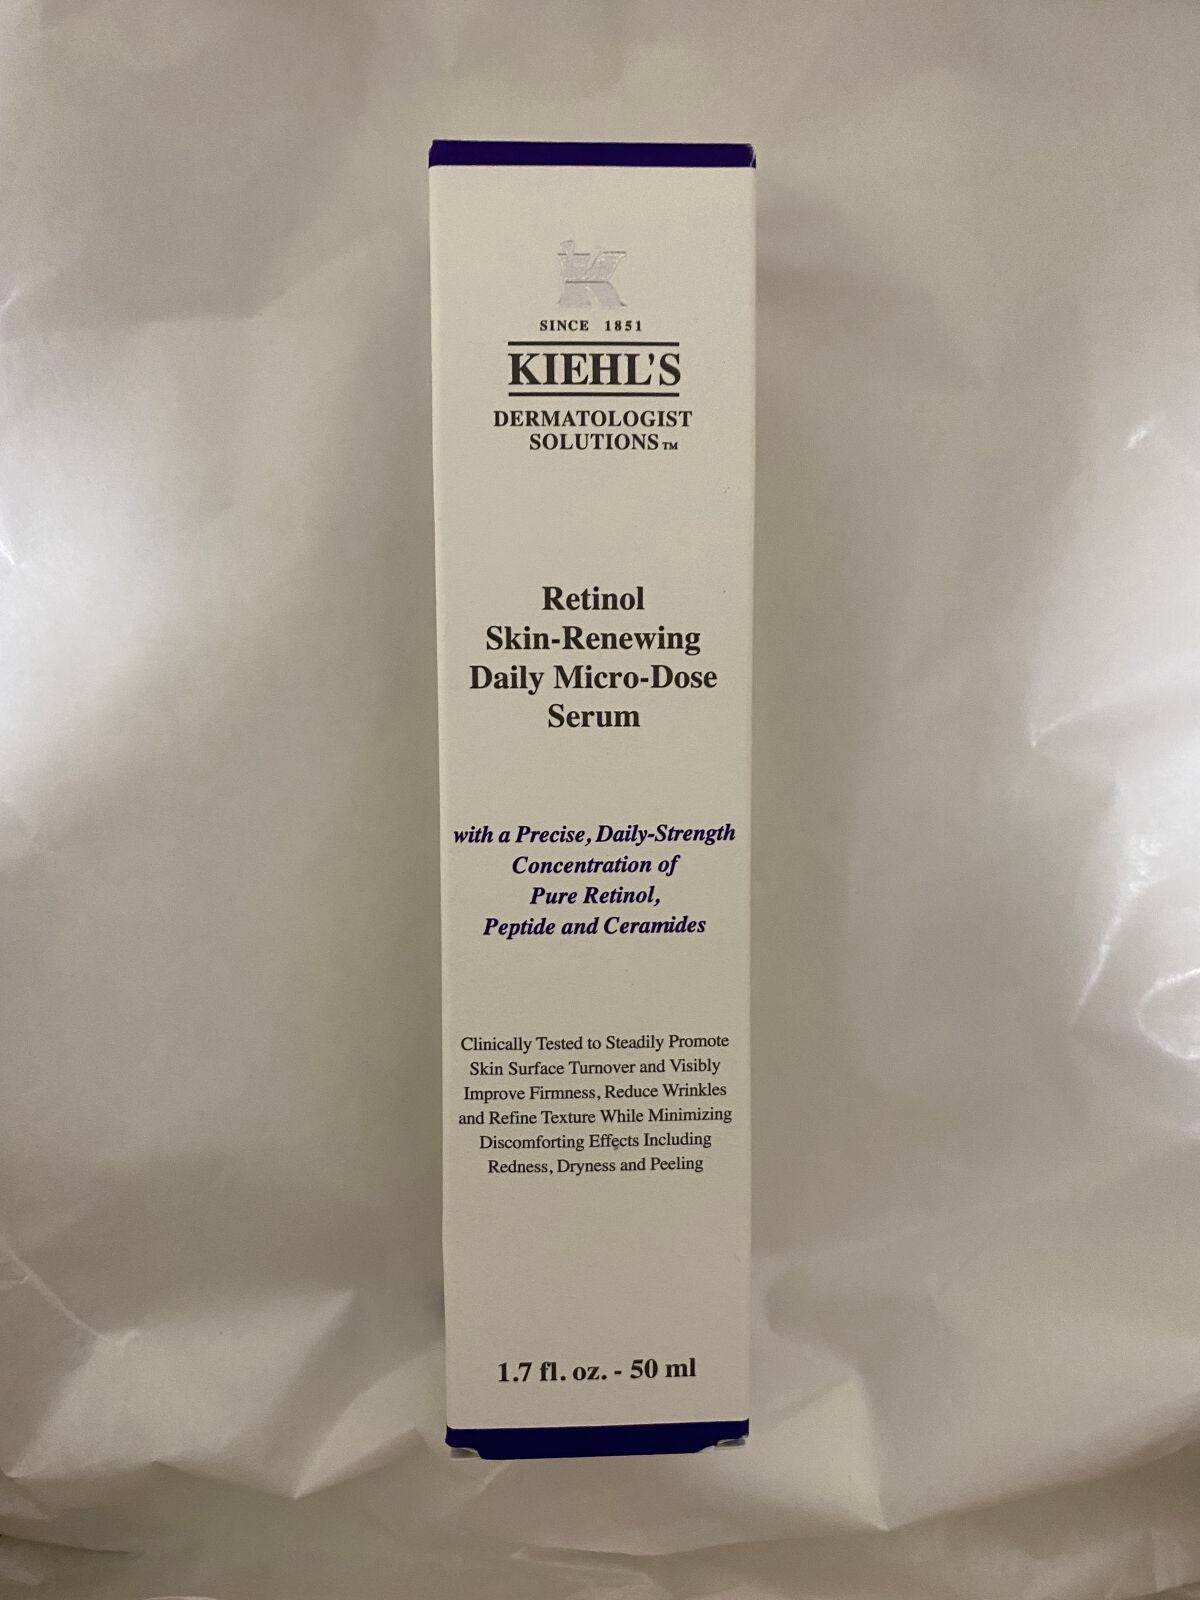 SINCE 1851
KIEHL'S
DERMATOLOGIST
SOLUTIONS™
Retinol
Skin-Renewing
Daily Micro-Dose
Serum
with a Precise, Daily-Strength
Concentration of
Pure Retinol,
Peptide and Ceramides
Clinically Tested to Steadily Promote
Skin Surface Turnover and Visibly
Improve Firmness, Reduce Wrinkles
and Refine Texture While Minimizing
Discomforting Effects Including
Redness, Dryness and Peeling
1.7 fl. oz. - 50 ml